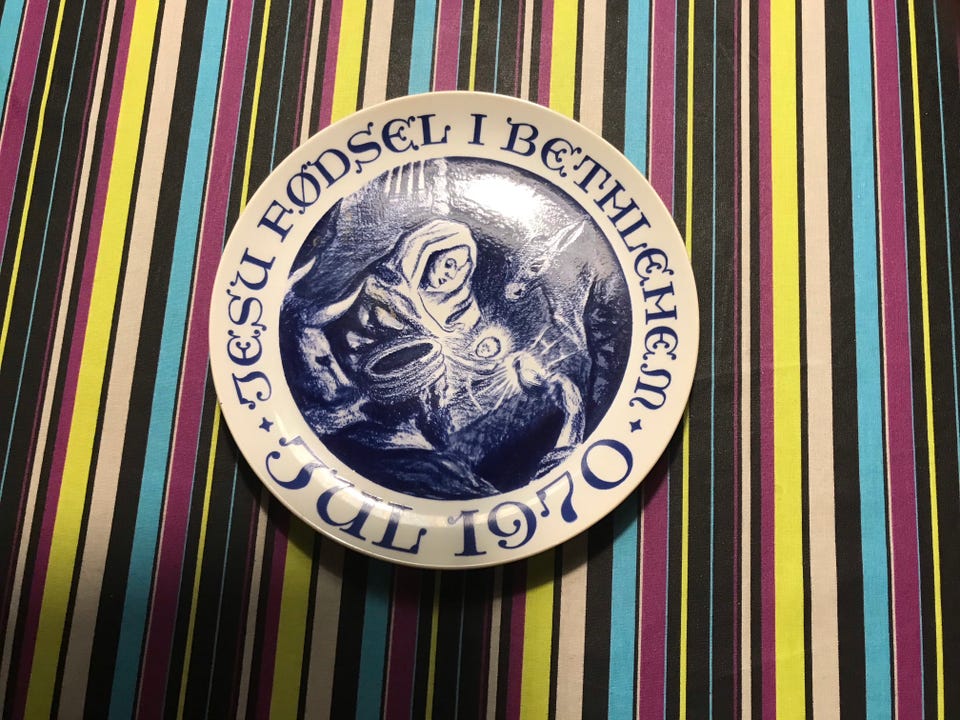 JESU FØDSEL I BETHLEHEM
JUL 1970